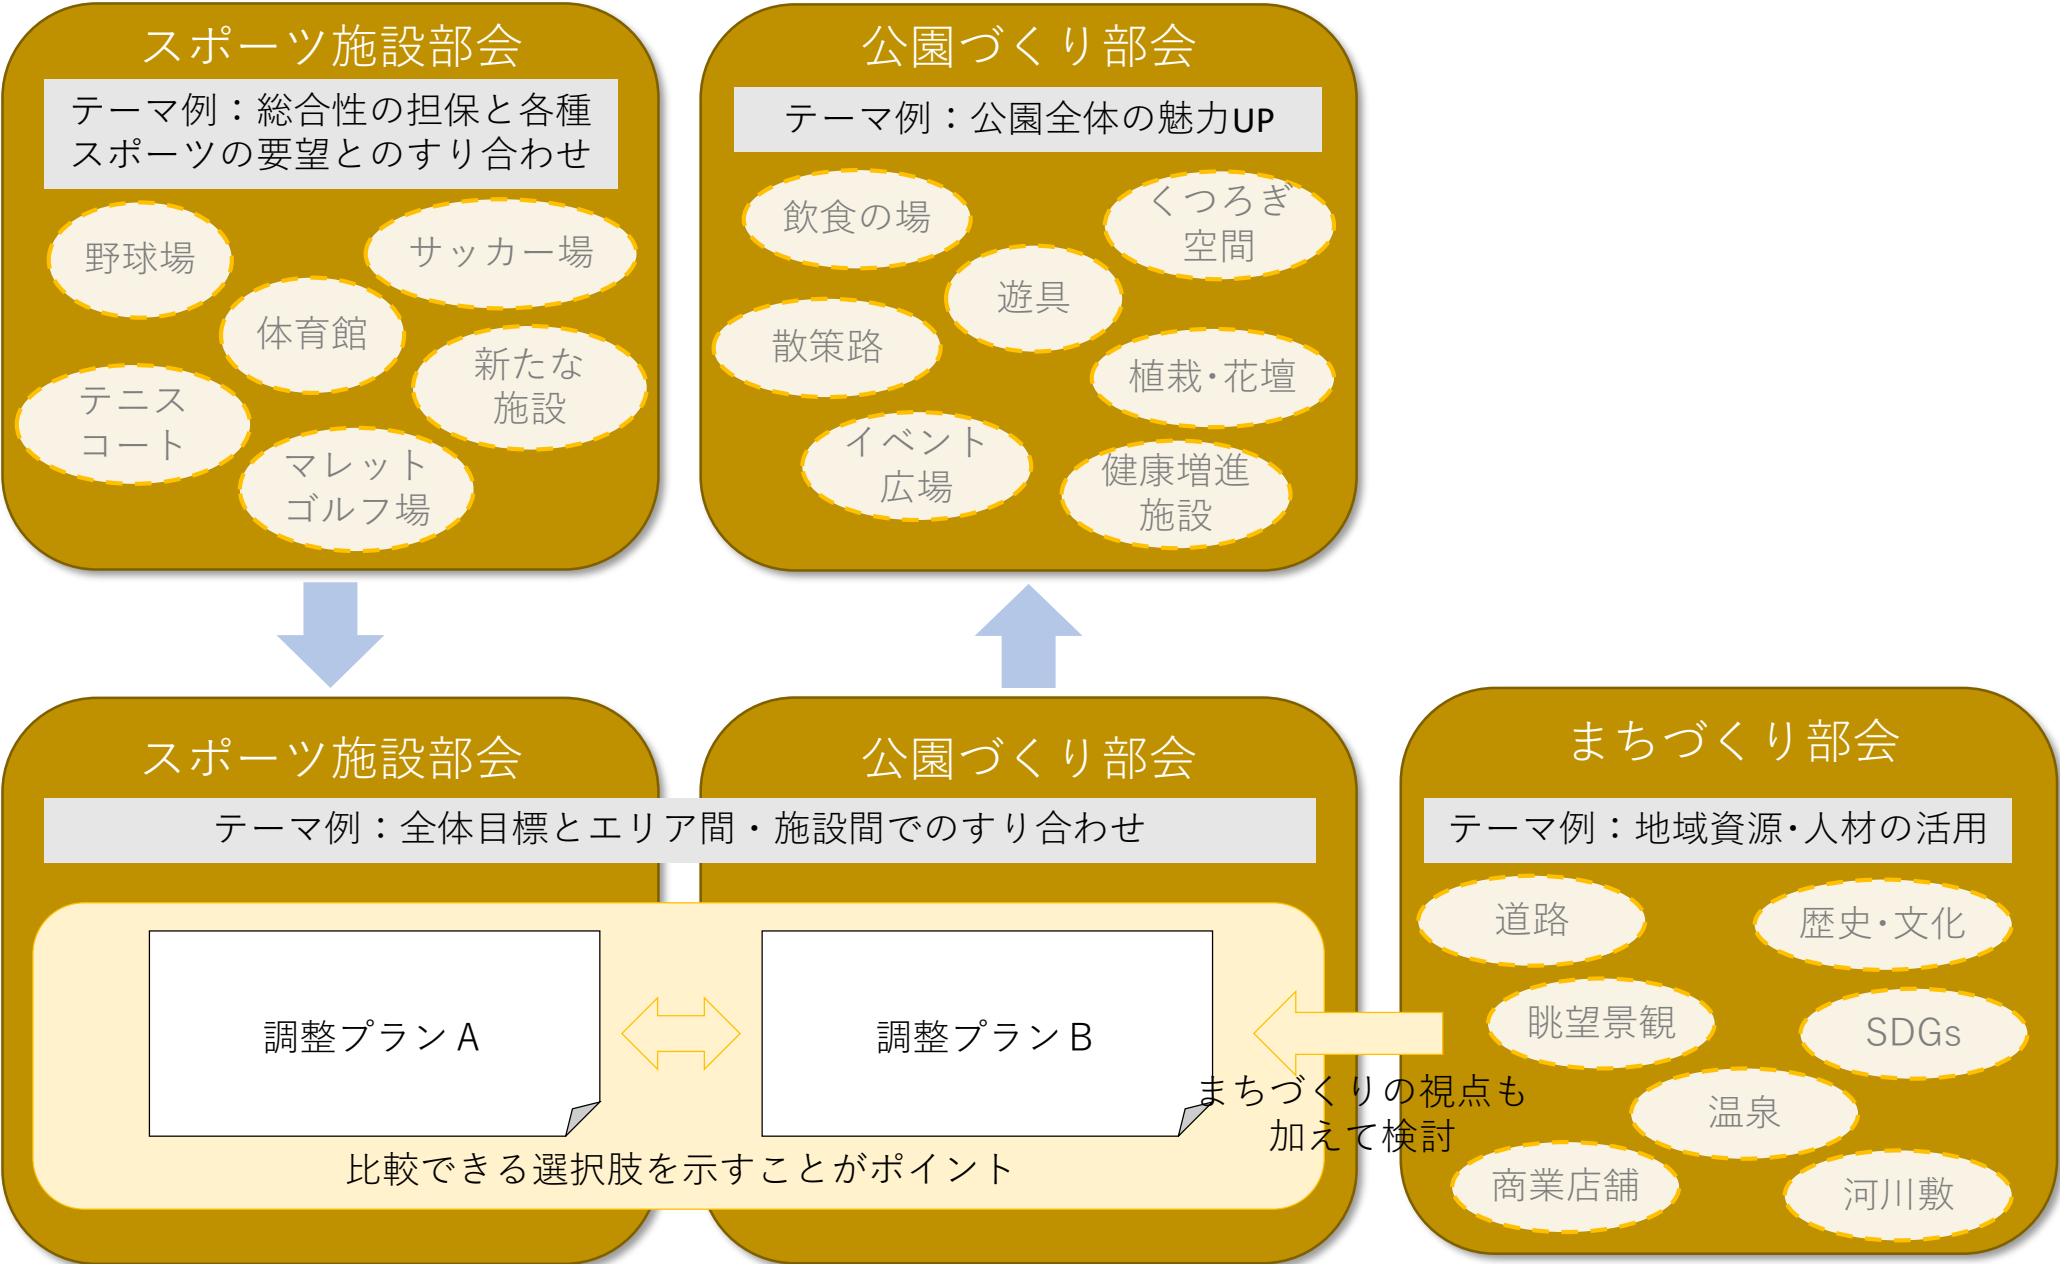 スポーツ施設部会
テーマ例：総合性の担保と各種
スポーツの要望とのすり合わせ
野球場
サッカー場
体育館
新たな
施設
テニス
コート
マレット
ゴルフ場
公園づくり部会
テーマ例：公園全体の魅力UP
飲食の場
くつろぎ
空間
遊具
散策路
植栽･花壇
イベント
広場
健康増進
施設
スポーツ施設部会
公園づくり部会
テーマ例：全体目標とエリア間・施設間でのすり合わせ
調整プランA
調整プランB
比較できる選択肢を示すことがポイント
まちづくりの視点も
加えて検討
まちづくり部会
テーマ例：地域資源･人材の活用
道路
歴史･文化
眺望景観
SDGs
温泉
商業店舗
河川敷